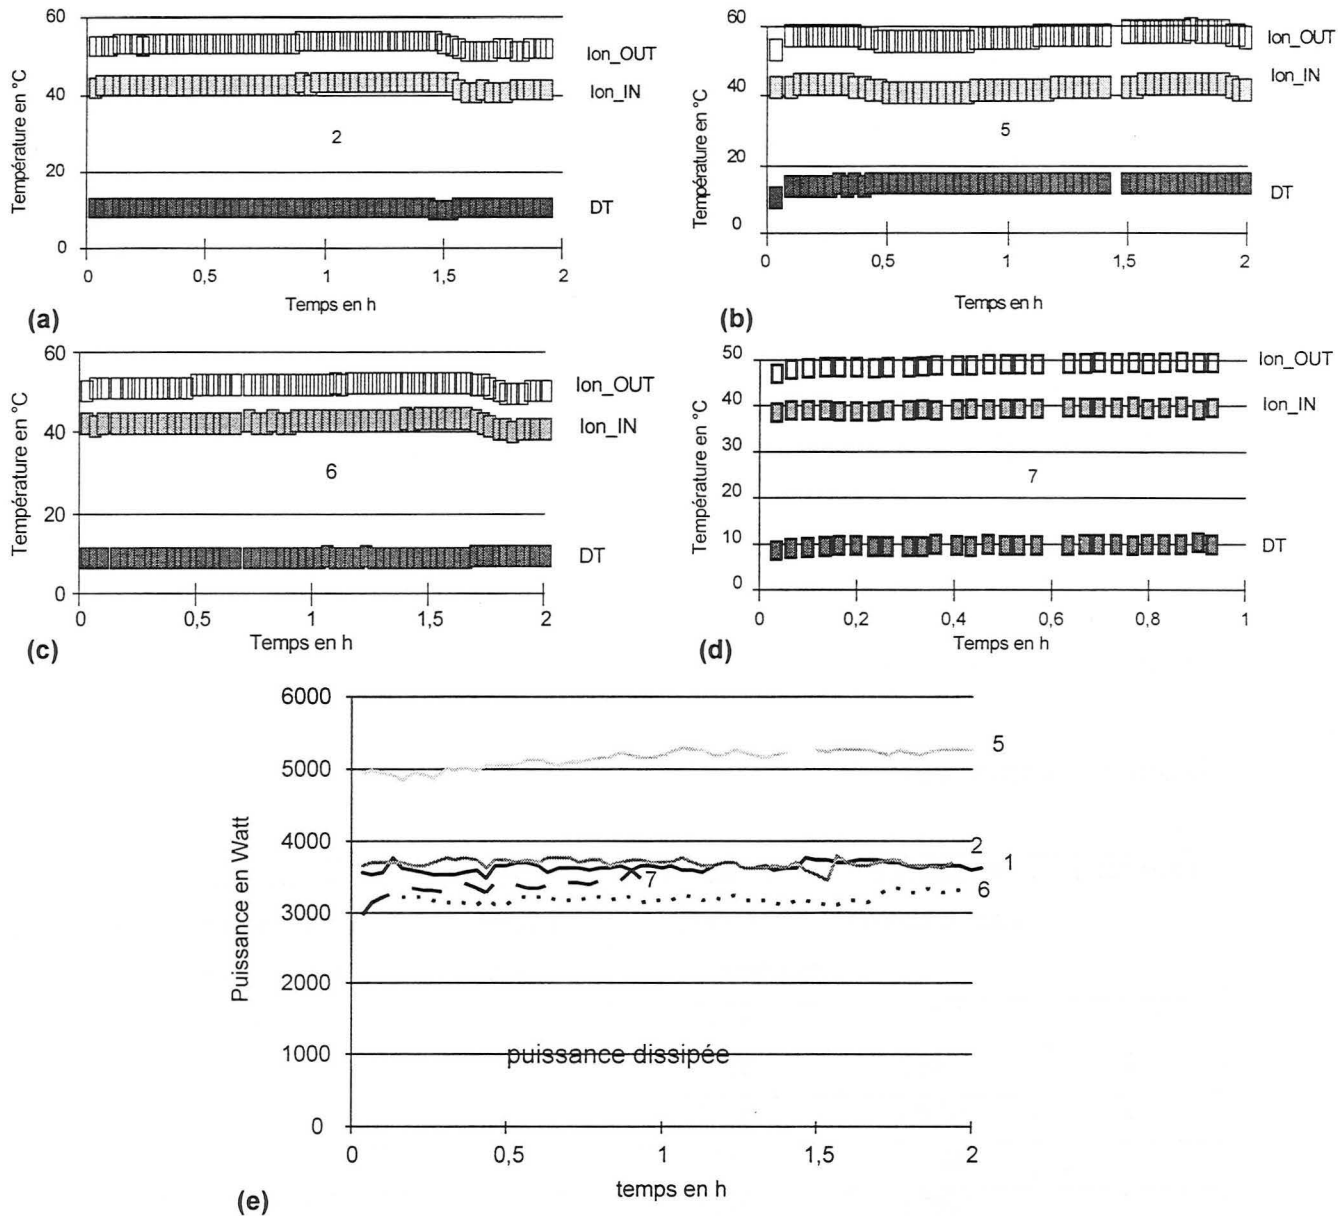 60
40
20
0
Température en °C
0 0,5 1 1,5 2
Temps en h
2
Ion_OUT
Ion_IN
DT
(a)
60
40
20
0
Température en °C
0 0,5 1 1,5 2
Temps en h
5
Ion_OUT
Ion_IN
DT
(b)
60
40
20
0
Température en °C
0 0,5 1 1,5 2
Temps en h
6
Ion_OUT
Ion_IN
DT
(c)
50
40
30
20
10
0
Température en °C
0 0,2 0,4 0,6 0,8 1
Temps en h
7
Ion_OUT
Ion_IN
DT
(d)
6000
5000
4000
3000
2000
1000
0
Puissance en Watt
5
2
1
7
6
puissance dissipée
0 0,5 1 1,5 2
temps en h
(e)